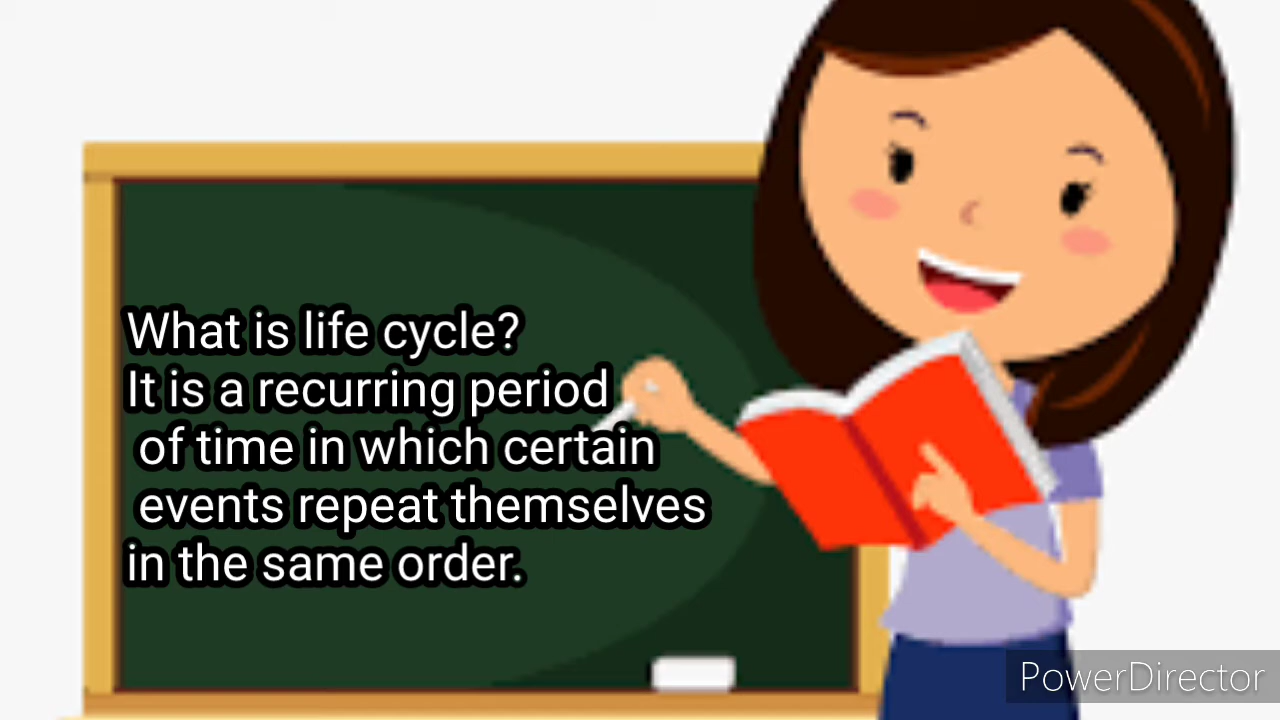 What is life cycle?
It is a recurring period
of time in which certain
events repeat themselves
in the same order.
PowerDirector